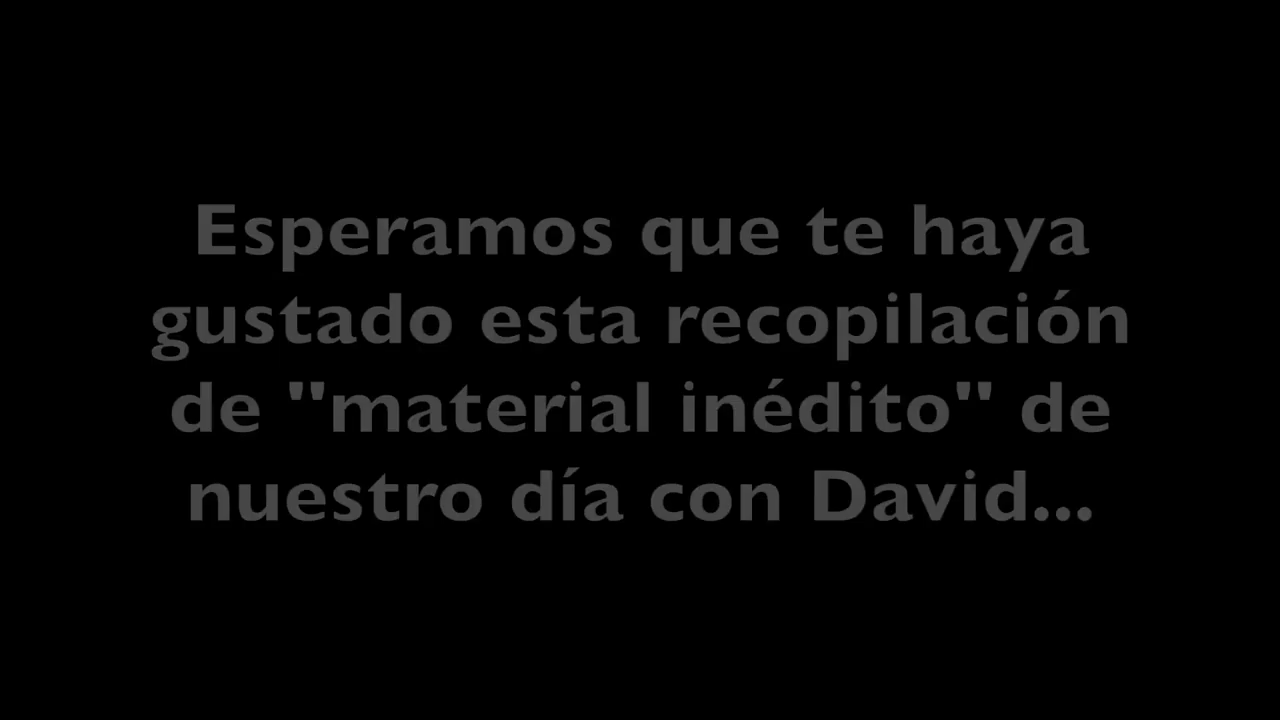 Esperamos que te haya
gustado esta recopilación
de "material inédito" de
nuestro día con David...